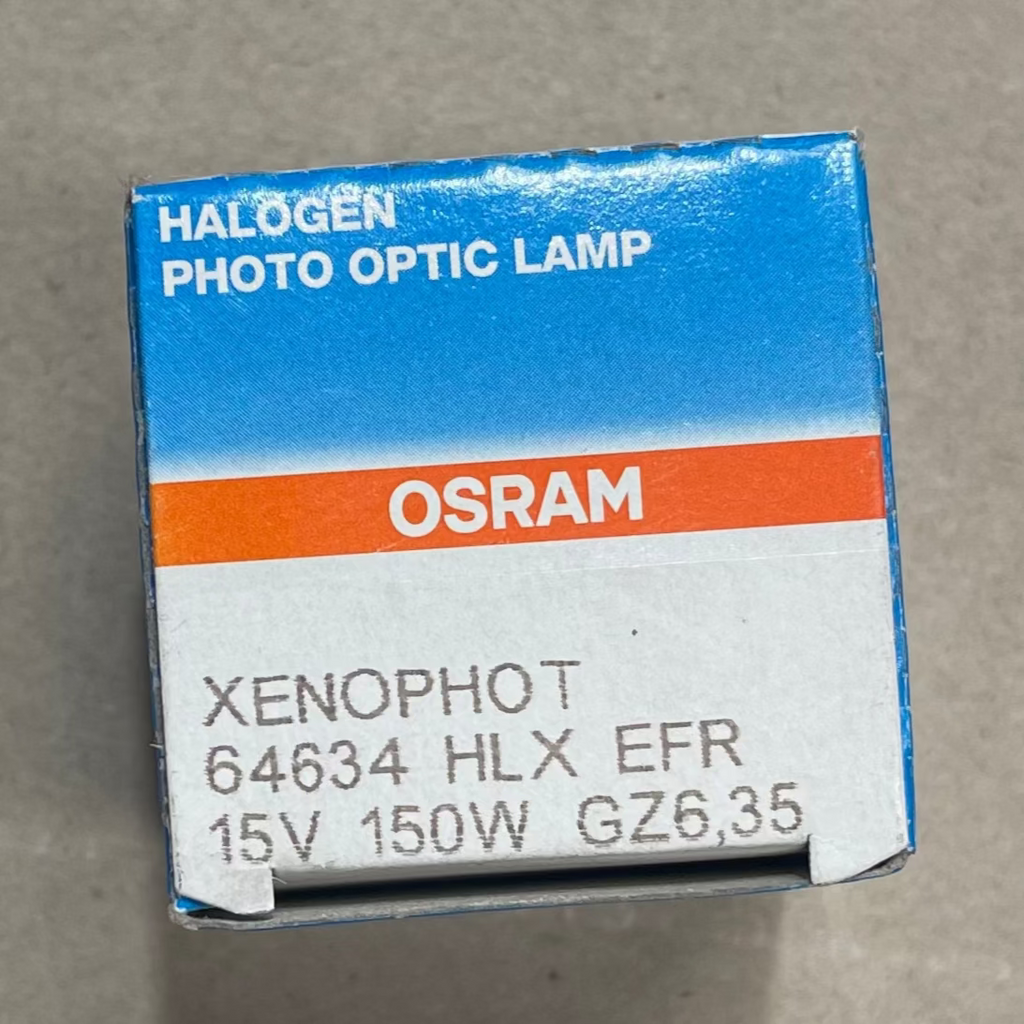 HALOGEN
PHOTO OPTIC LAMP
OSRAM
XENOPHOT
64634 HLX EFR
15V 150W GZ6,35